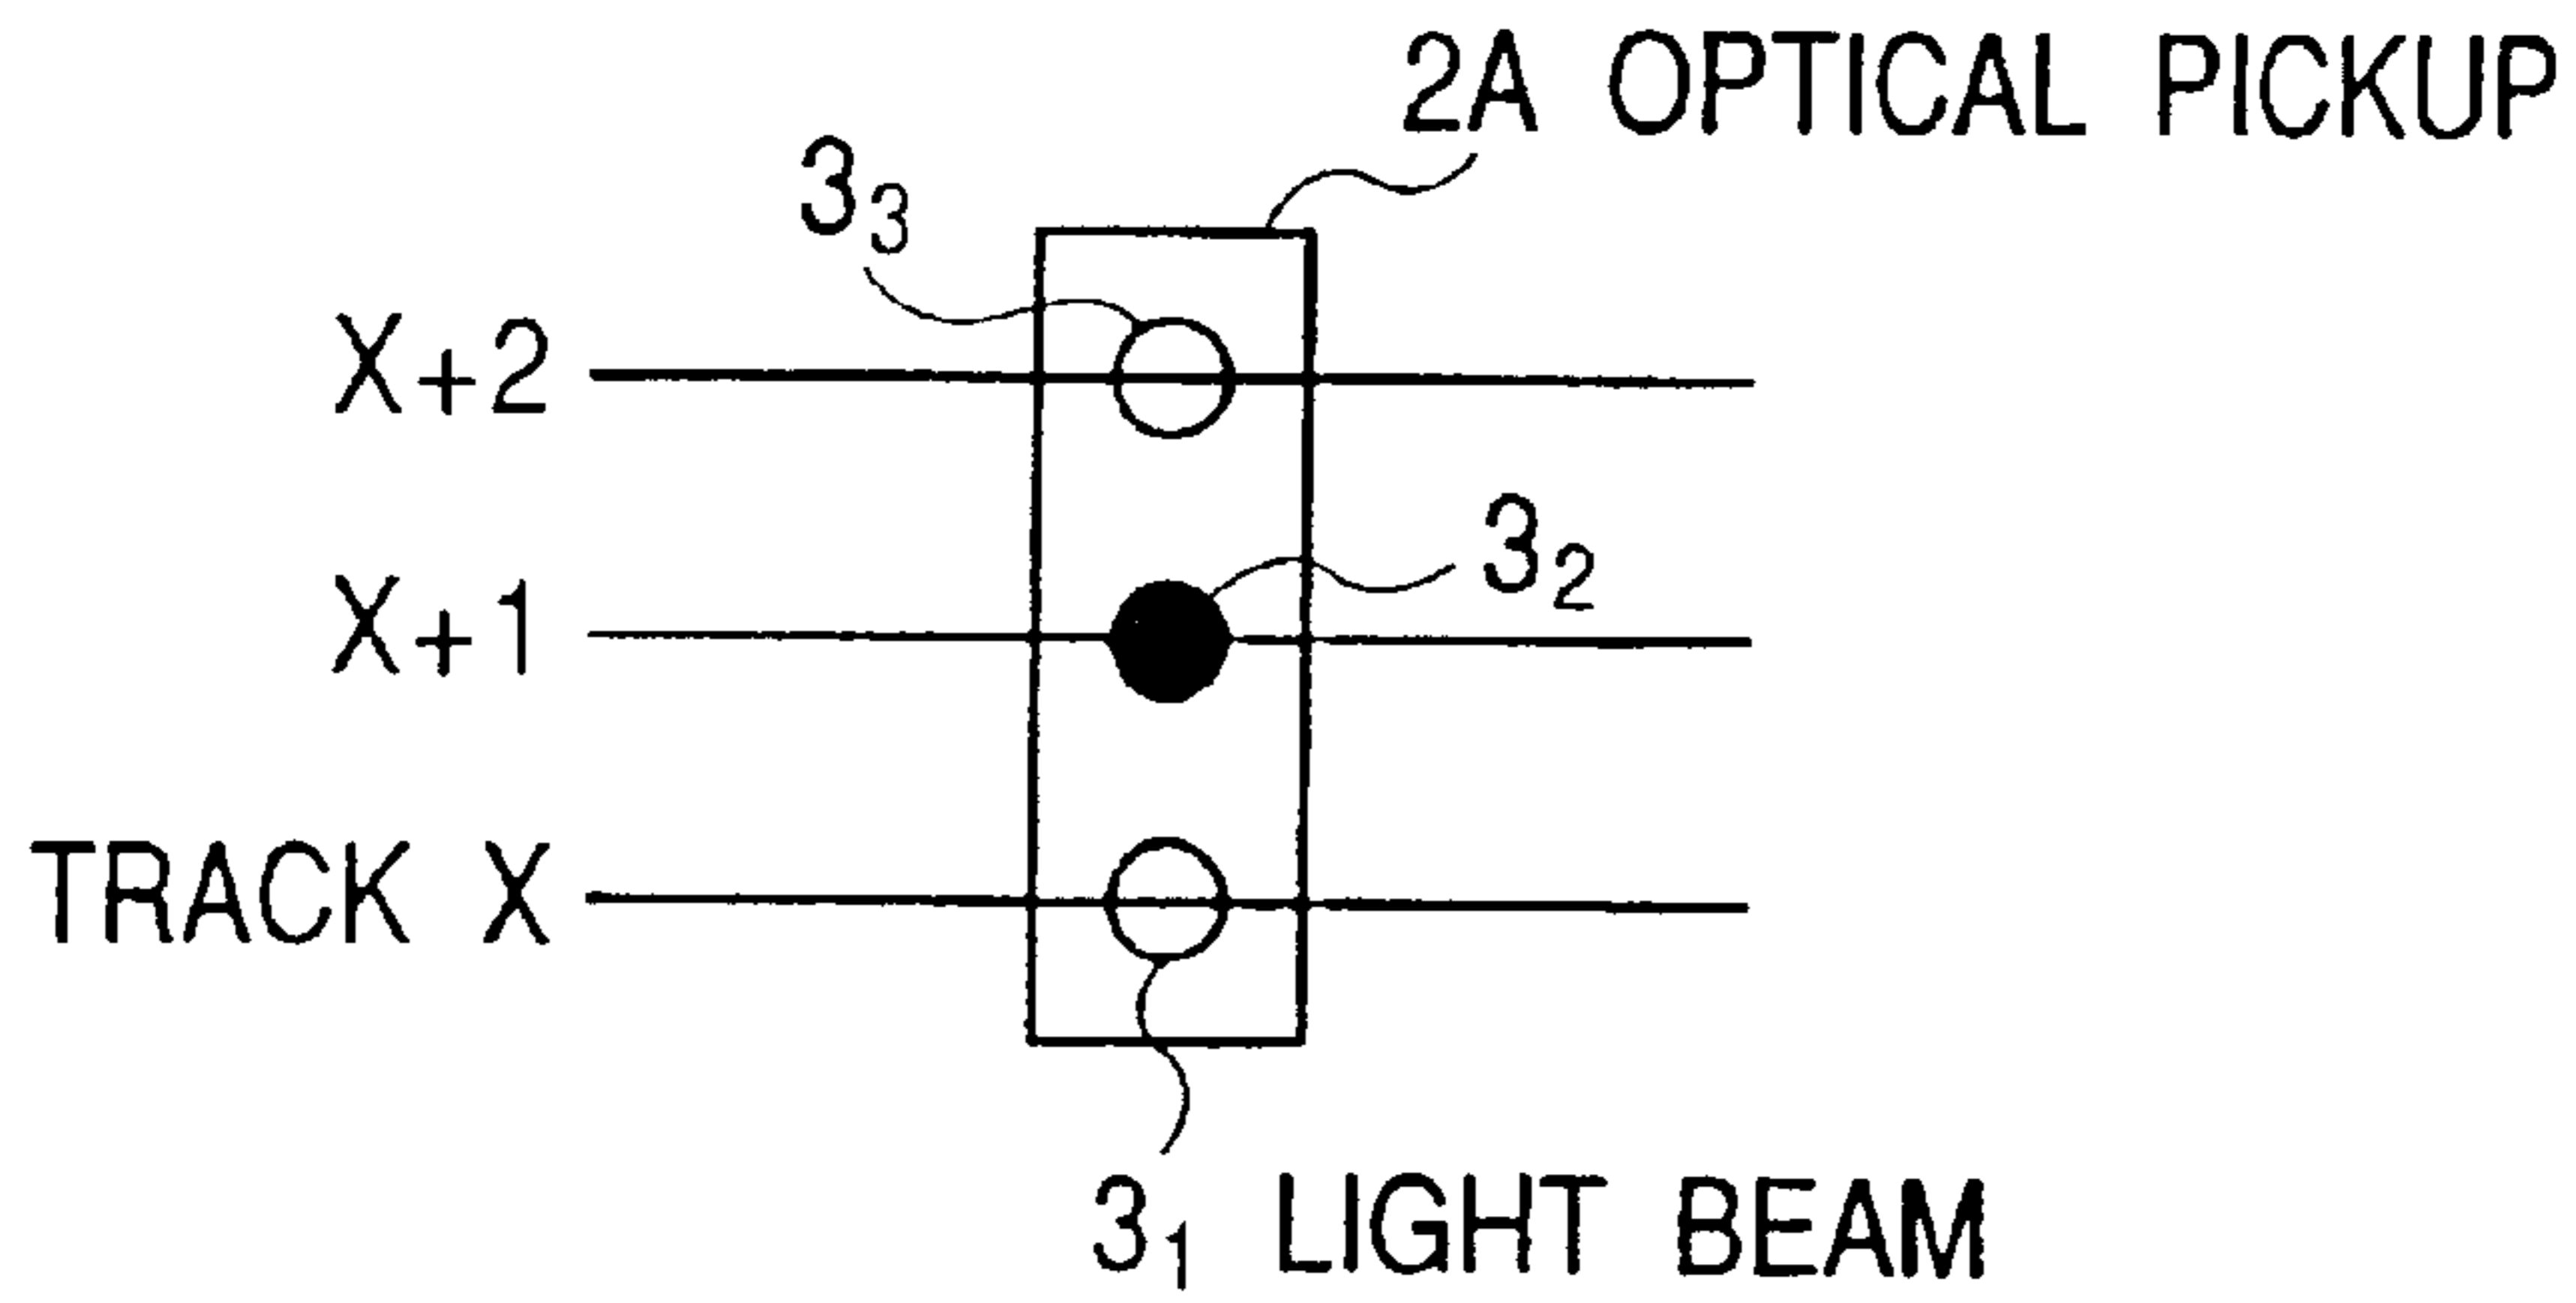 2A OPTICAL PICKUP
3₃
X+2
3₂
X+1
TRACK X
3₁ LIGHT BEAM